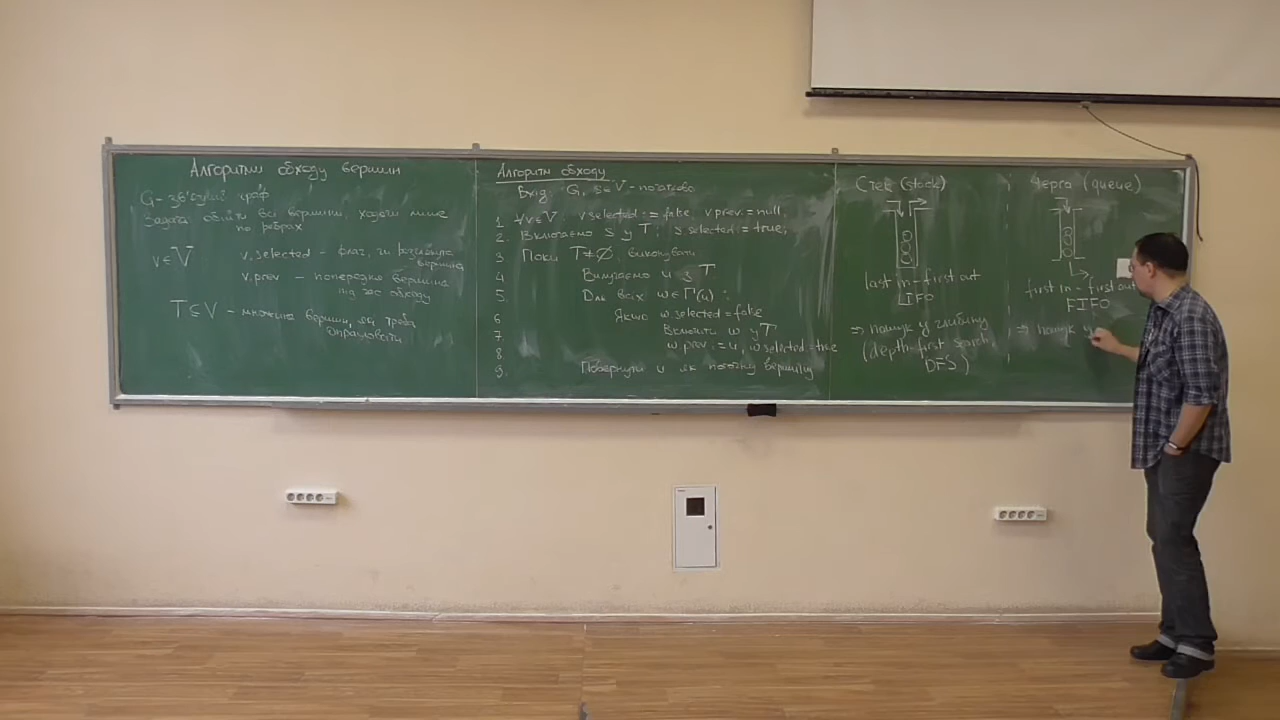 Алгоритми обходу вершин
G - зв'язний граф
Задача обійти всі вершини, ходячи лише
по ребрах
v∈V
v.selected - флаг, чи розглянута
вершина
v.prev - попередня вершина
під час обходу
T⊆V - множина вершин, які треба
опрацювати
Алгоритм обходу
Вхід: G, s∈V - початкова
1. ∀v∈V: v.selected := false, v.prev := null;
2. Включаємо s у T; s.selected := true;
3. Поки T≠∅, виконувати
4. Вилучаємо u з T.
5. Для всіх w∈Г(u):
6. Якщо w.selected = false
7. Включити w у T
8. w.prev := u, w.selected = true
9. Повернути u як поточну вершину
Стек (stack)
last in - first out
LIFO
⇒ пошук у глибину
(depth-first search,
DFS)
Черга (queue)
first in - first out
FIFO
⇒ пошук у